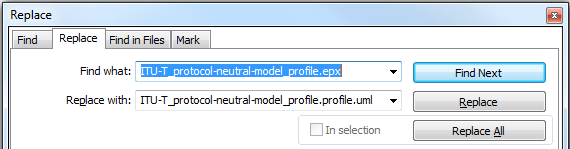 Replace
Find Replace Find in Files Mark
Find what: ITU-T_protocol-neutral-model_profile.epx Find Next
Replace with: ITU-T_protocol-neutral-model_profile.profile.uml Replace
In selection Replace All